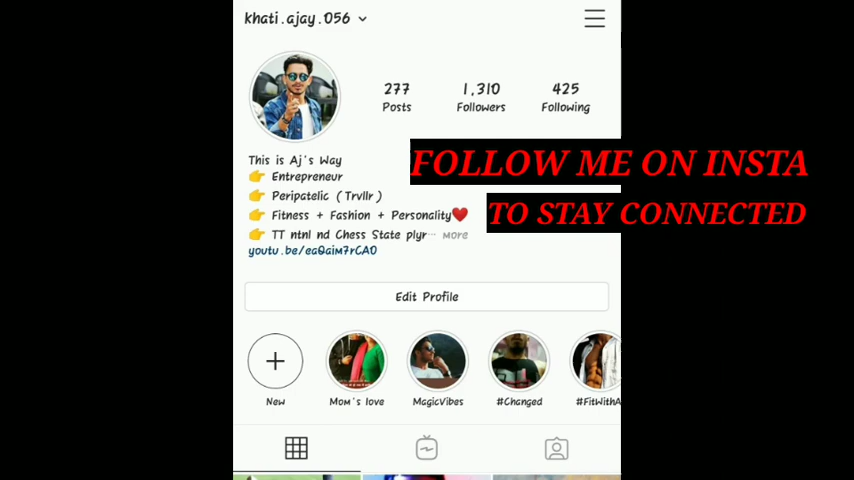 khati.ajay.056
277
1,310
425
Posts
Followers
Following
This is Aj's Way
👉 Entrepreneur
👉 Peripatelic (Trvllr)
👉 Fitness + Fashion + Personality❤️
👉 TT ntnl nd Chess State plyr... more
youtu.be/eaQaim7rCA0
FOLLOW ME ON INSTA
TO STAY CONNECTED
Edit Profile
New
Mom's love
MagicVibes
#Changed
#FitWithA